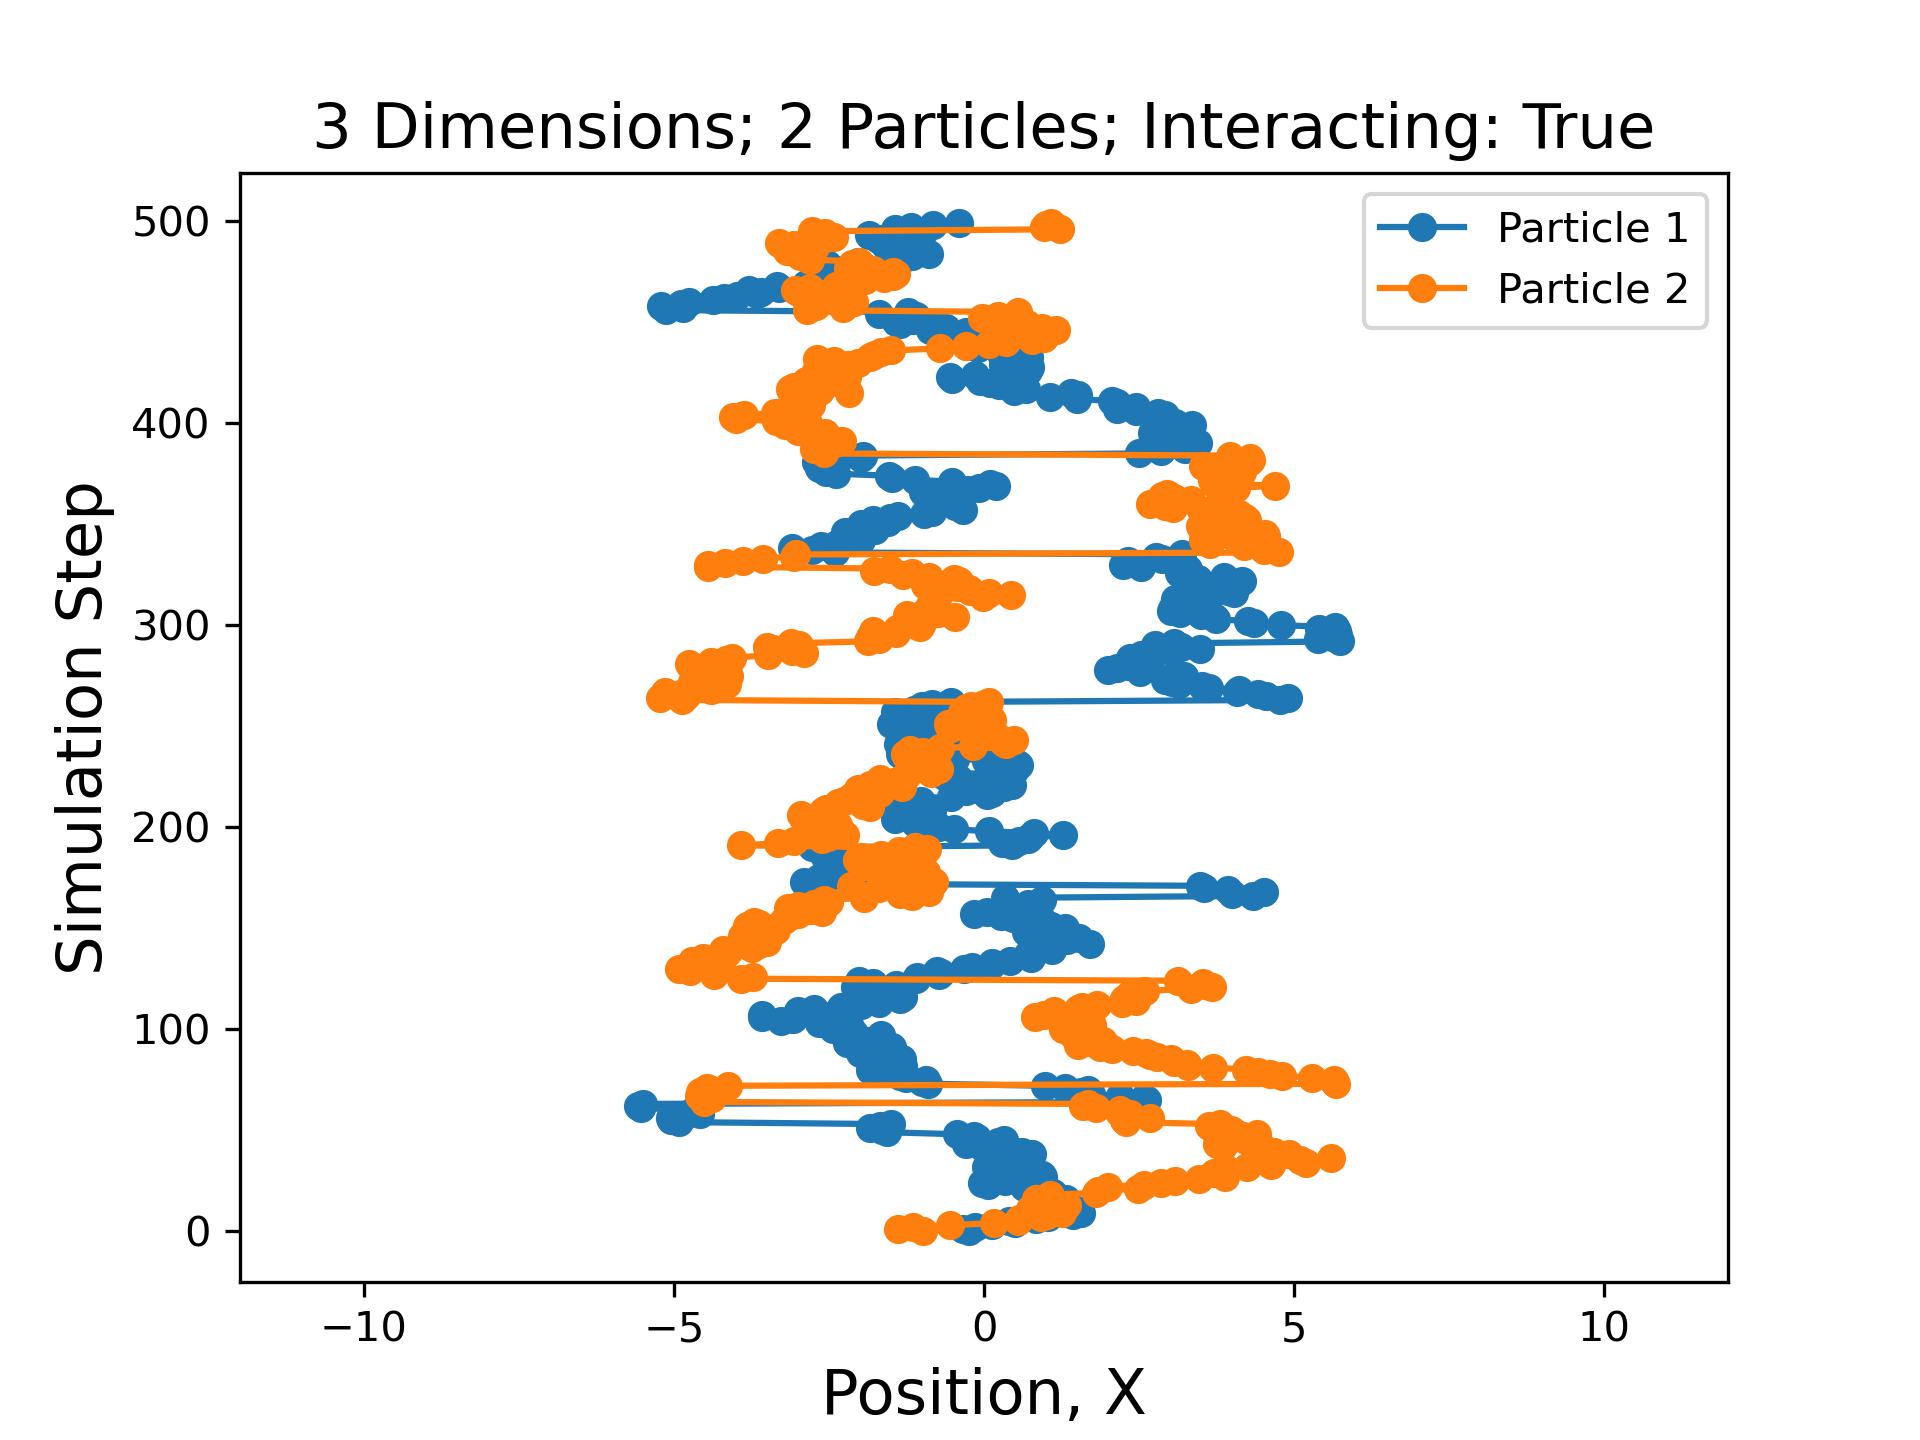 3 Dimensions; 2 Particles; Interacting: True
Particle 1
Particle 2
Simulation Step
500
400
300
200
100
0
−10
−5
0
5
10
Position, X